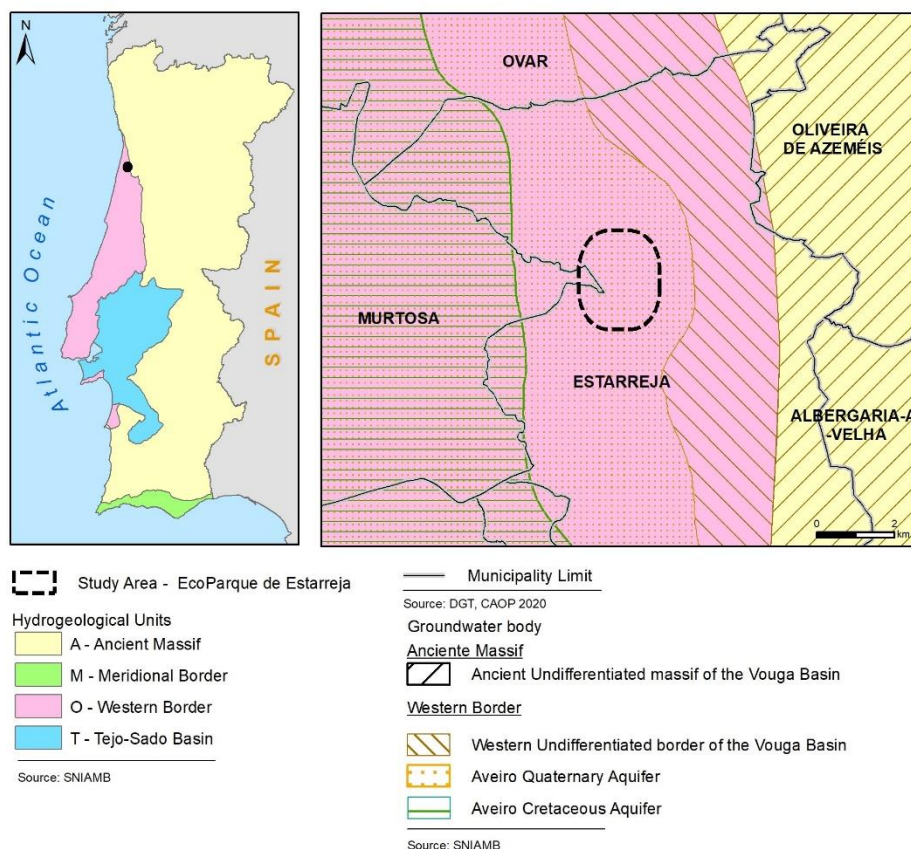 N
Atlantic Ocean
SPAIN
OVAR
OLIVEIRA
DE AZEMÉIS
MURTOSA
ESTARREJA
ALBERGARIA-A
-VELHA
0 2
km
Study Area - EcoParque de Estarreja
Hydrogeological Units
A - Ancient Massif
M - Meridional Border
O - Western Border
T - Tejo-Sado Basin
Source: SNIAMB
Municipality Limit
Source: DGT, CAOP 2020
Groundwater body
Anciente Massif
Ancient Undifferentiated massif of the Vouga Basin
Western Border
Western Undifferentiated border of the Vouga Basin
Aveiro Quaternary Aquifer
Aveiro Cretaceous Aquifer
Source: SNIAMB